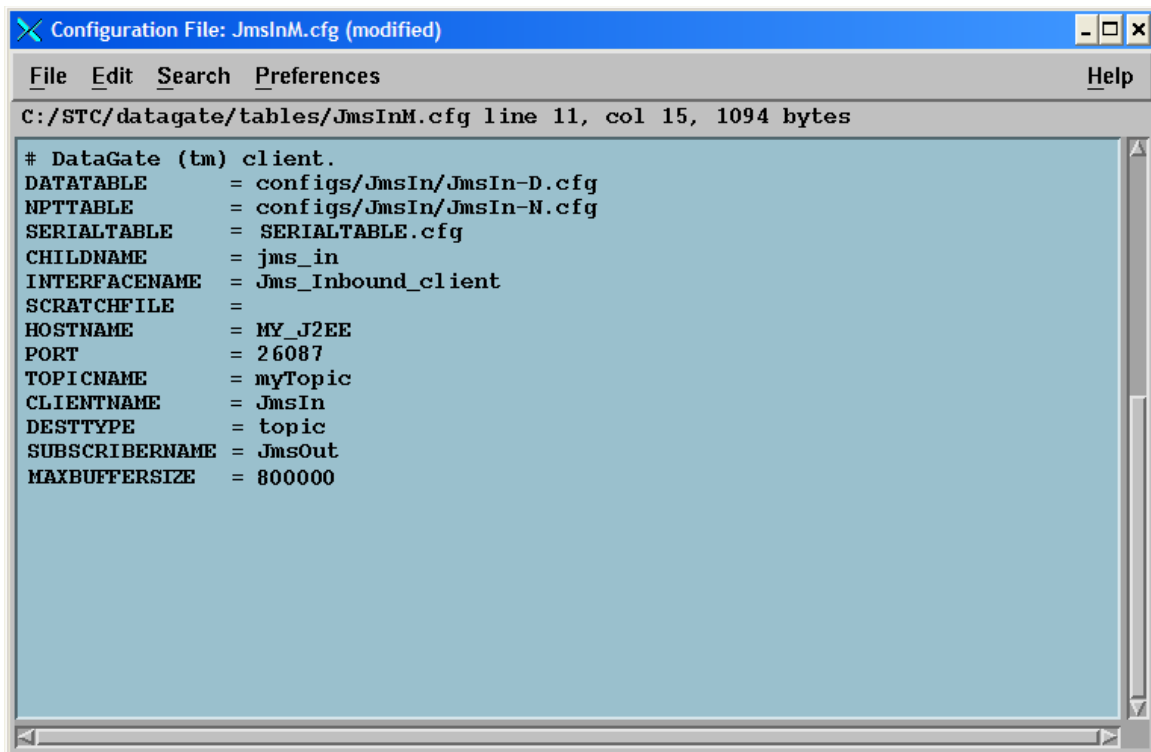 Configuration File: JmsInM.cfg (modified)
File Edit Search Preferences Help
C:/STC/datagate/tables/JmsInM.cfg line 11, col 15, 1094 bytes
# DataGate (tm) client.
DATATABLE = configs/JmsIn/JmsIn-D.cfg
NPTTABLE = configs/JmsIn/JmsIn-N.cfg
SERIALTABLE = SERIALTABLE.cfg
CHILDNAME = jms_in
INTERFACENAME = Jms_Inbound_client
SCRATCHFILE =
HOSTNAME = MY_J2EE
PORT = 26087
TOPICNAME = myTopic
CLIENTNAME = JmsIn
DESTTYPE = topic
SUBSCRIBERNAME = JmsOut
MAXBUFFERSIZE = 800000